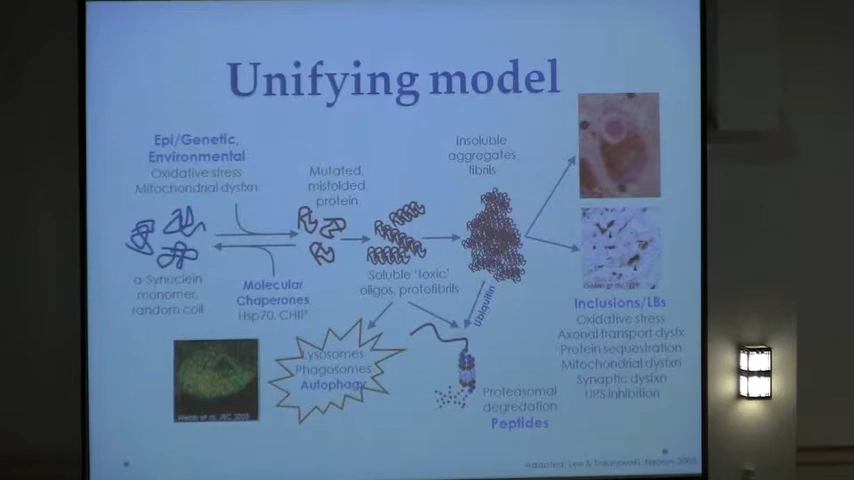 Unifying model
Epi/Genetic,
Environmental
Oxidative stress
Mitochondrial dysfxn
Mutated,
misfolded
protein
Insoluble
aggregates
fibrils
α-Synuclein
monomer,
random coil
Molecular
Chaperones
Hsp70, CHIP
Soluble 'toxic'
oligos, protofibrils
Ubiquitin
Inclusions/LBs
Oxidative stress
Axonal transport dysfx
Protein sequestration
Mitochondrial dysfxn
Synaptic dysfxn
UPS inhibition
Lysosomes
Phagosomes
Autophagy
Proteasomal
degradation
Peptides
Adapted: Lee & Trojanowski, Neuron